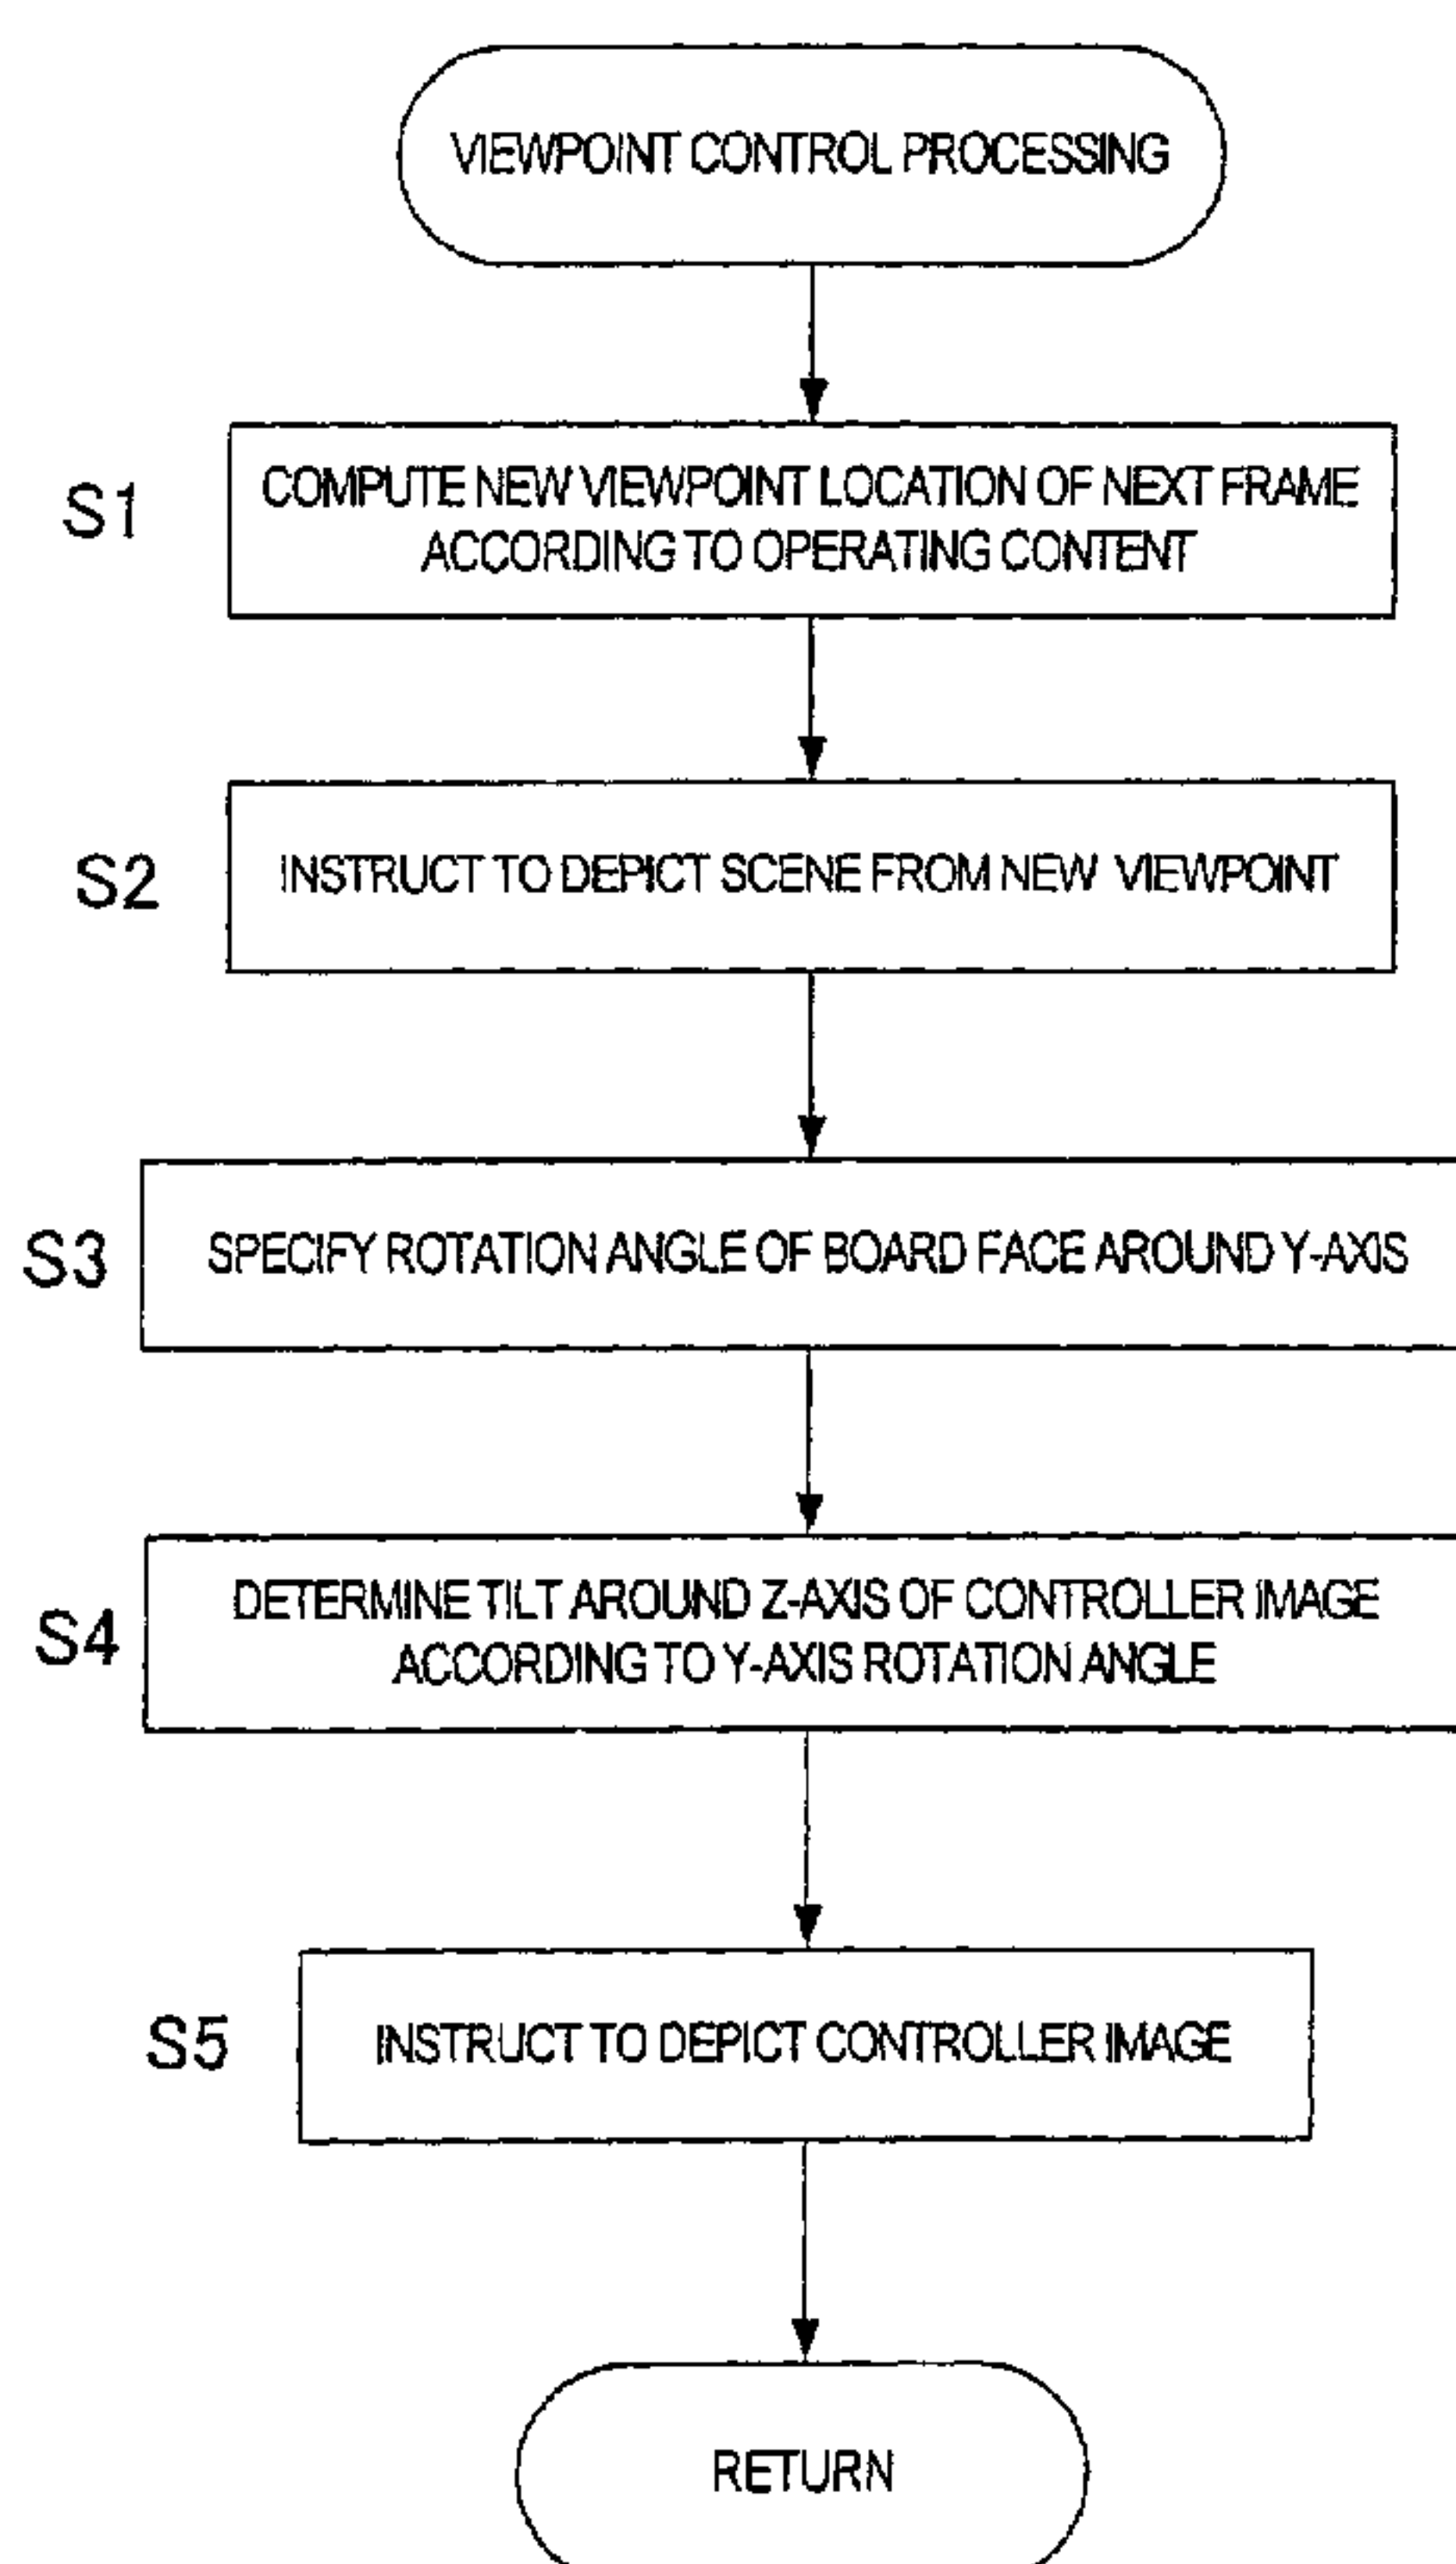 VIEWPOINT CONTROL PROCESSING
S1
COMPUTE NEW VIEWPOINT LOCATION OF NEXT FRAME
ACCORDING TO OPERATING CONTENT
S2
INSTRUCT TO DEPICT SCENE FROM NEW VIEWPOINT
S3
SPECIFY ROTATION ANGLE OF BOARD FACE AROUND Y-AXIS
S4
DETERMINE TILT AROUND Z-AXIS OF CONTROLLER IMAGE
ACCORDING TO Y-AXIS ROTATION ANGLE
S5
INSTRUCT TO DEPICT CONTROLLER IMAGE
RETURN